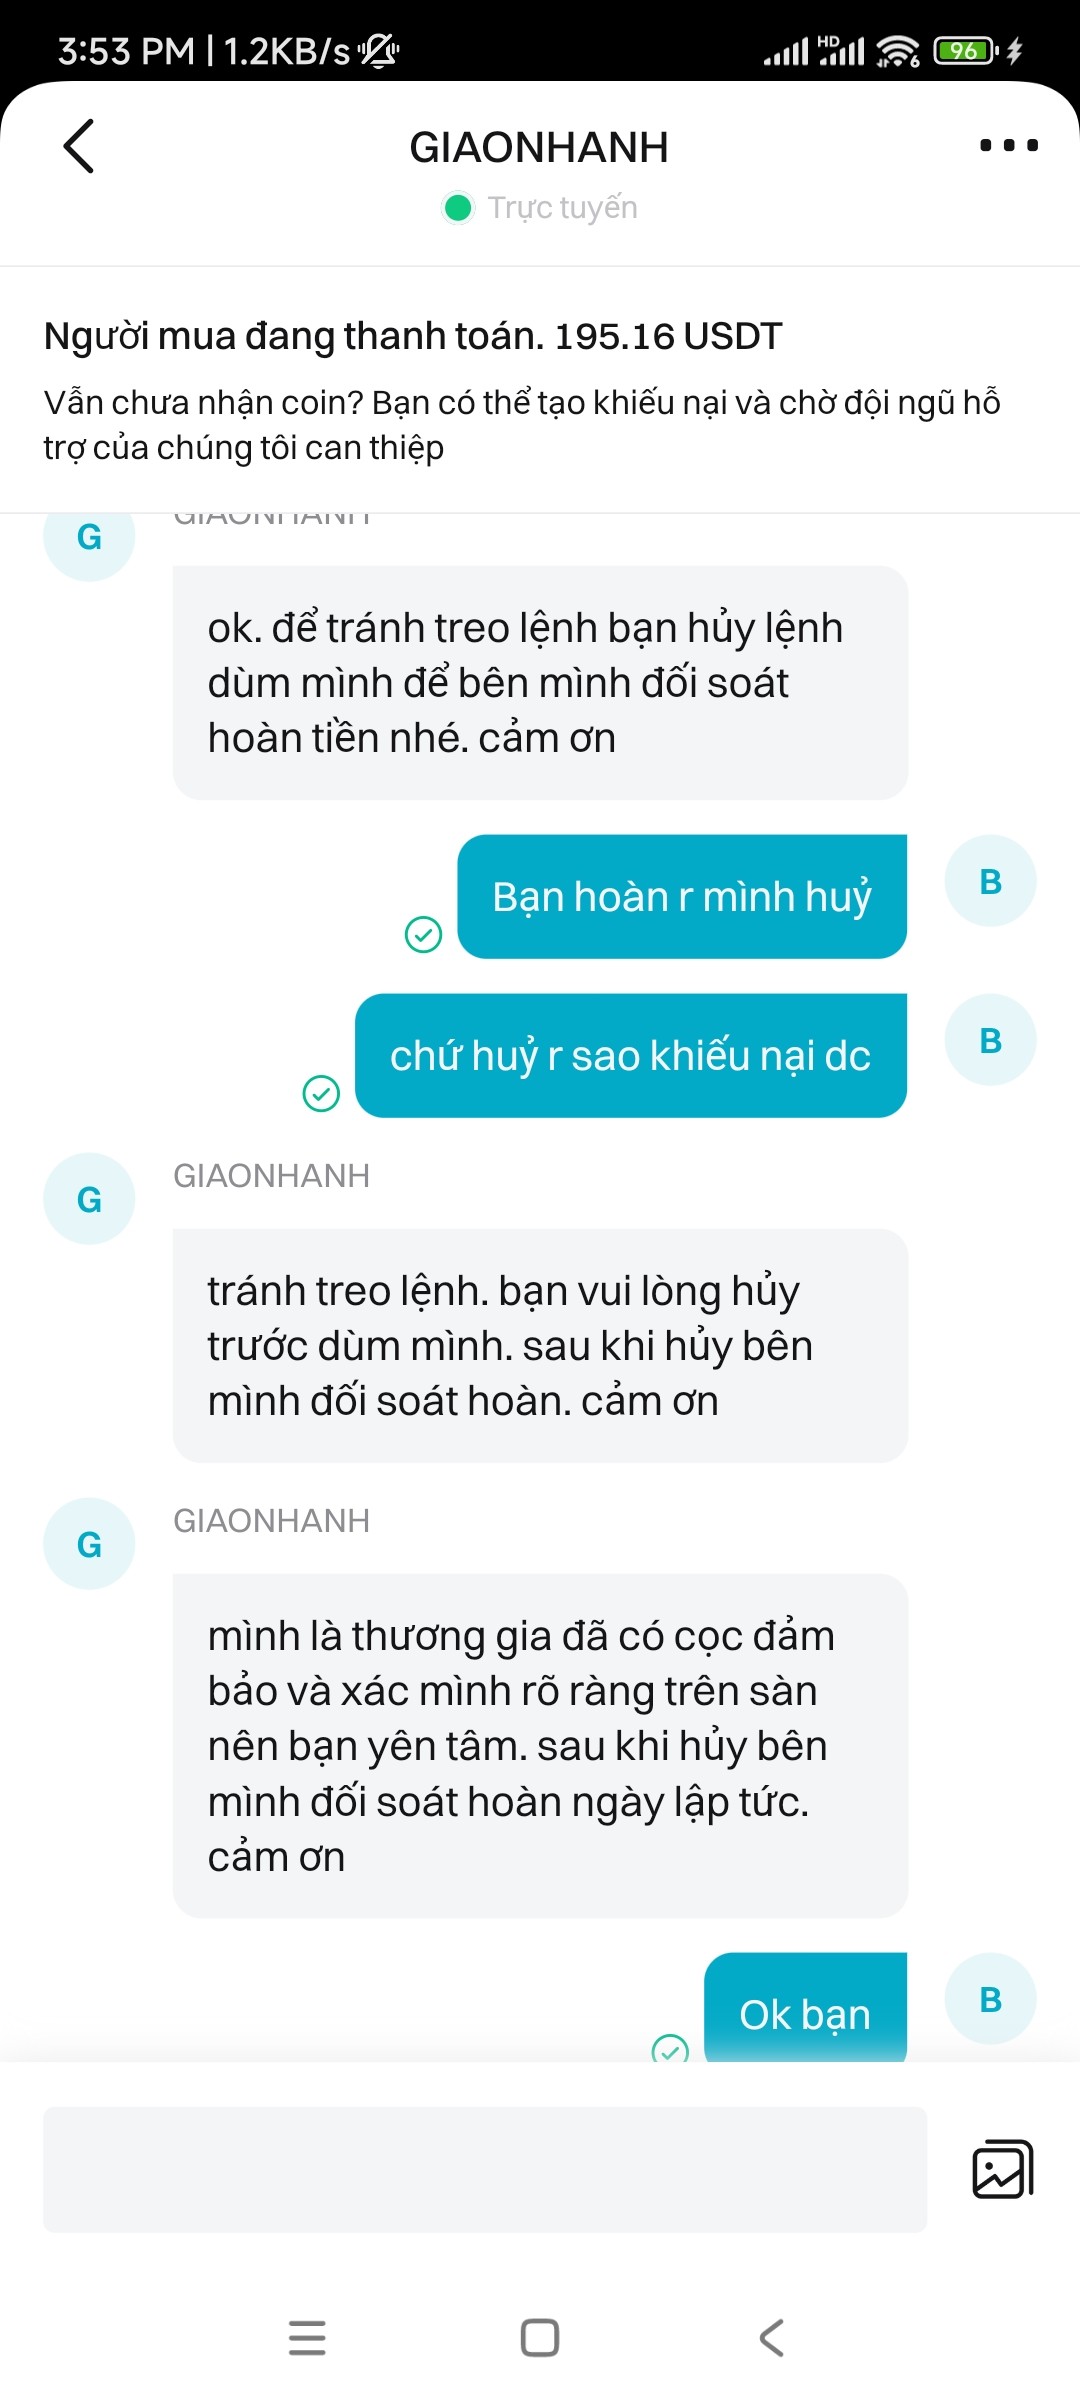 3:53 PM | 1.2KB/s
HD
6
96
GIAONHANH
Trực tuyến
Người mua đang thanh toán. 195.16 USDT
Vẫn chưa nhận coin? Bạn có thể tạo khiếu nại và chờ đội ngũ hỗ
trợ của chúng tôi can thiệp
G
GIAONHANH
ok. để tránh treo lệnh bạn hủy lệnh
dùm mình để bên mình đối soát
hoàn tiền nhé. cảm ơn
Bạn hoàn r mình huỷ
B
chứ huỷ r sao khiếu nại dc
B
GIAONHANH
G
tránh treo lệnh. bạn vui lòng hủy
trước dùm mình. sau khi hủy bên
mình đối soát hoàn. cảm ơn
GIAONHANH
G
mình là thương gia đã có cọc đảm
bảo và xác mình rõ ràng trên sàn
nên bạn yên tâm. sau khi hủy bên
mình đối soát hoàn ngày lập tức.
cảm ơn
Ok bạn
B